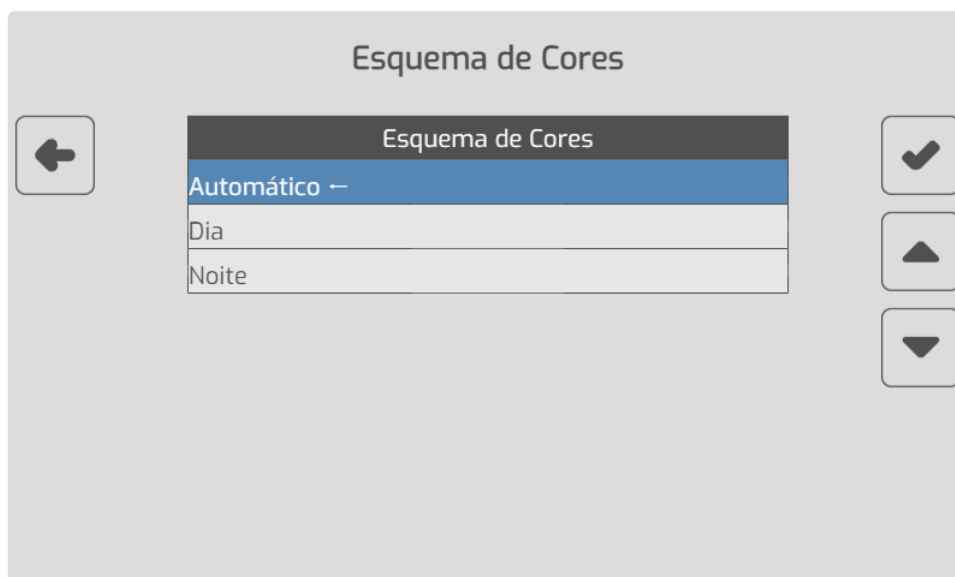 Esquema de Cores
Esquema de Cores
Automático ←
Dia
Noite